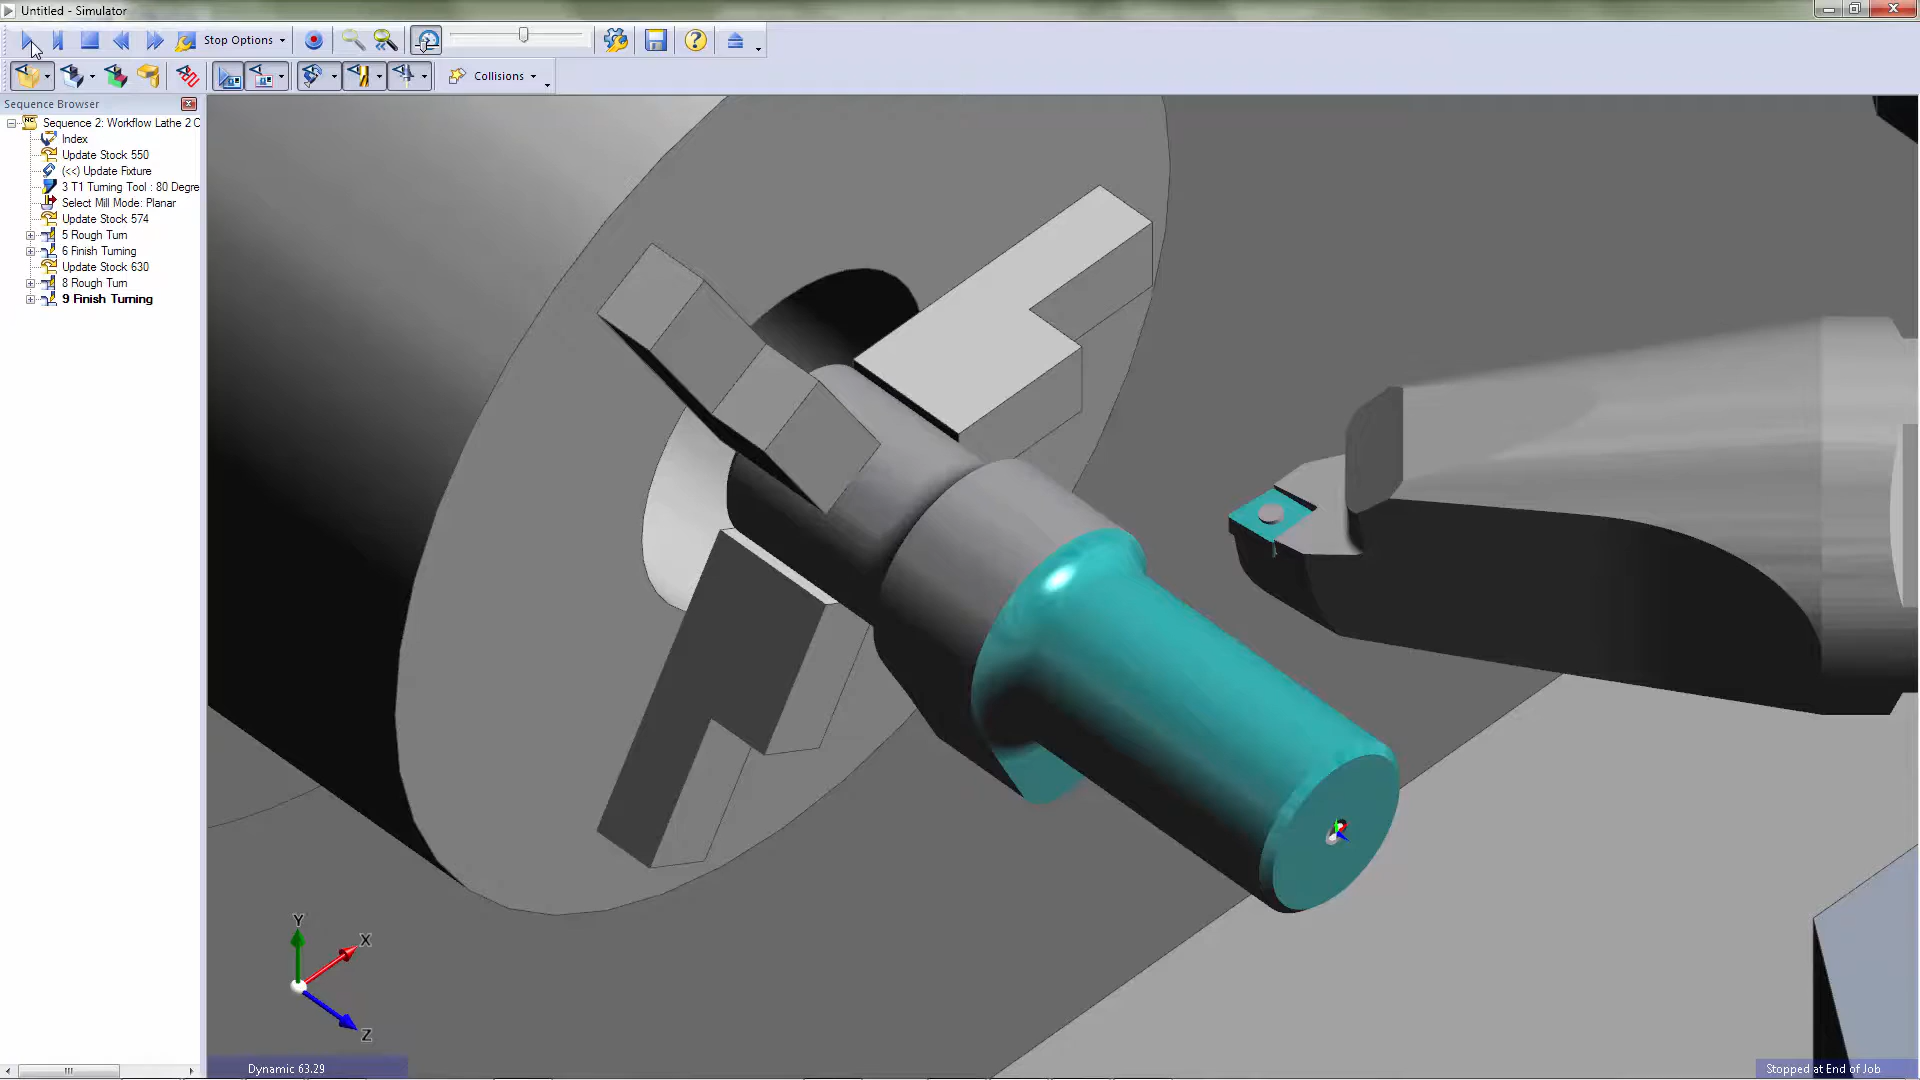 Untitled - Simulator
Stop Options
Collisions
Sequence Browser
Sequence 2: Workflow Lathe 2 C
Index
Update Stock 550
(<<) Update Fixture
3 T1 Turning Tool : 80 Degre
Select Mill Mode: Planar
Update Stock 574
5 Rough Turn
6 Finish Turning
Update Stock 630
8 Rough Turn
9 Finish Turning
Y
X
Z
Dynamic 63.29
Stopped at End of Job